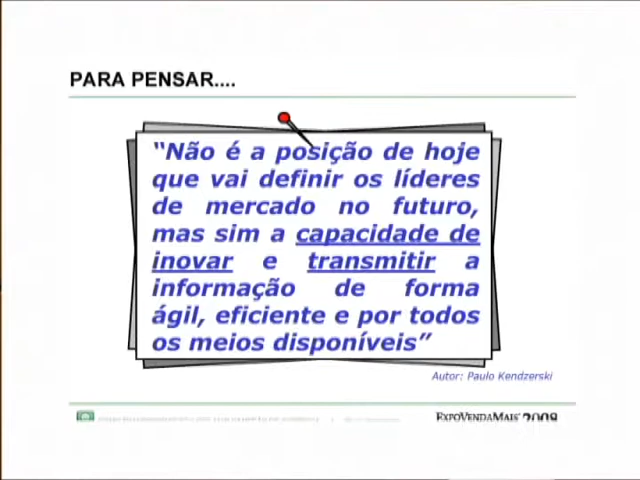 PARA PENSAR....
“Não é a posição de hoje
que vai definir os líderes
de mercado no futuro,
mas sim a capacidade de
inovar e transmitir a
informação de forma
ágil, eficiente e por todos
os meios disponíveis”
Autor: Paulo Kendzerski
EXPOVENDAMAIS 2008